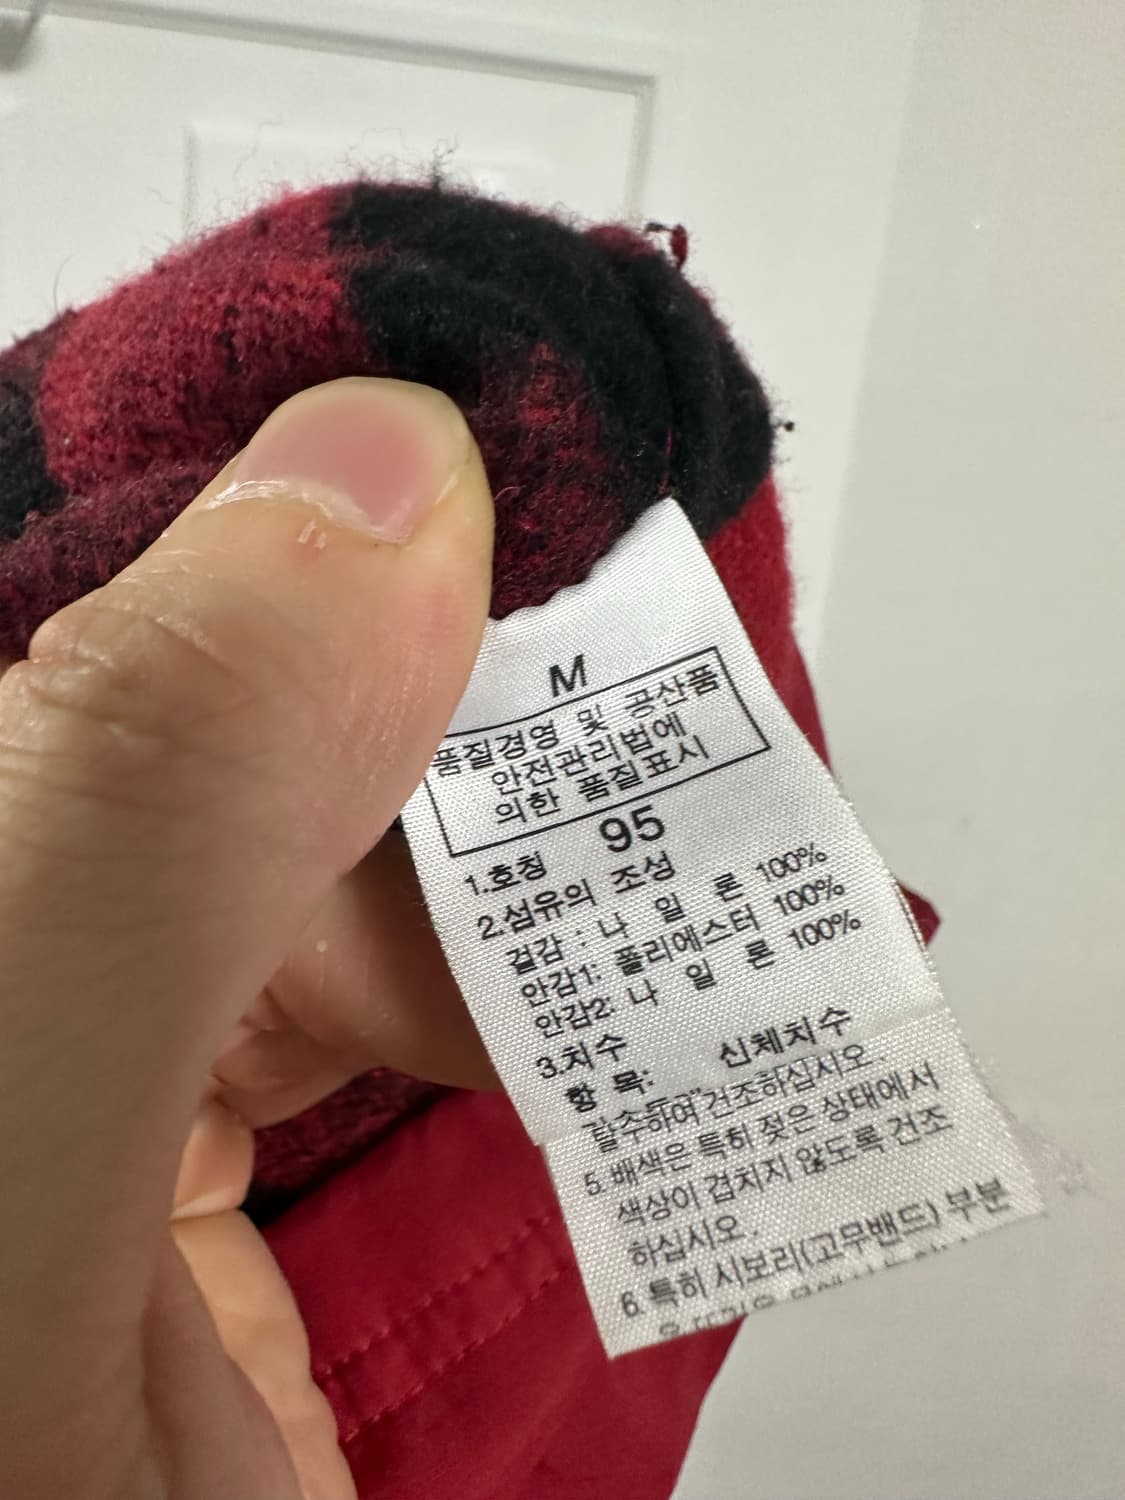 M
품질경영 및 공산품
안전관리법에
의한 품질표시
1.호칭 95
2.섬유의 조성
겉감 : 나 일 론 100%
안감1: 폴리에스터 100%
안감2: 나 일 론 100%
3.치수
항 목: 신체치수
탈수하여 건조하십시오.
5. 배색은 특히 젖은 상태에서
색상이 겹치지 않도록 건조
하십시오.
6. 특히 시보리(고무밴드) 부분